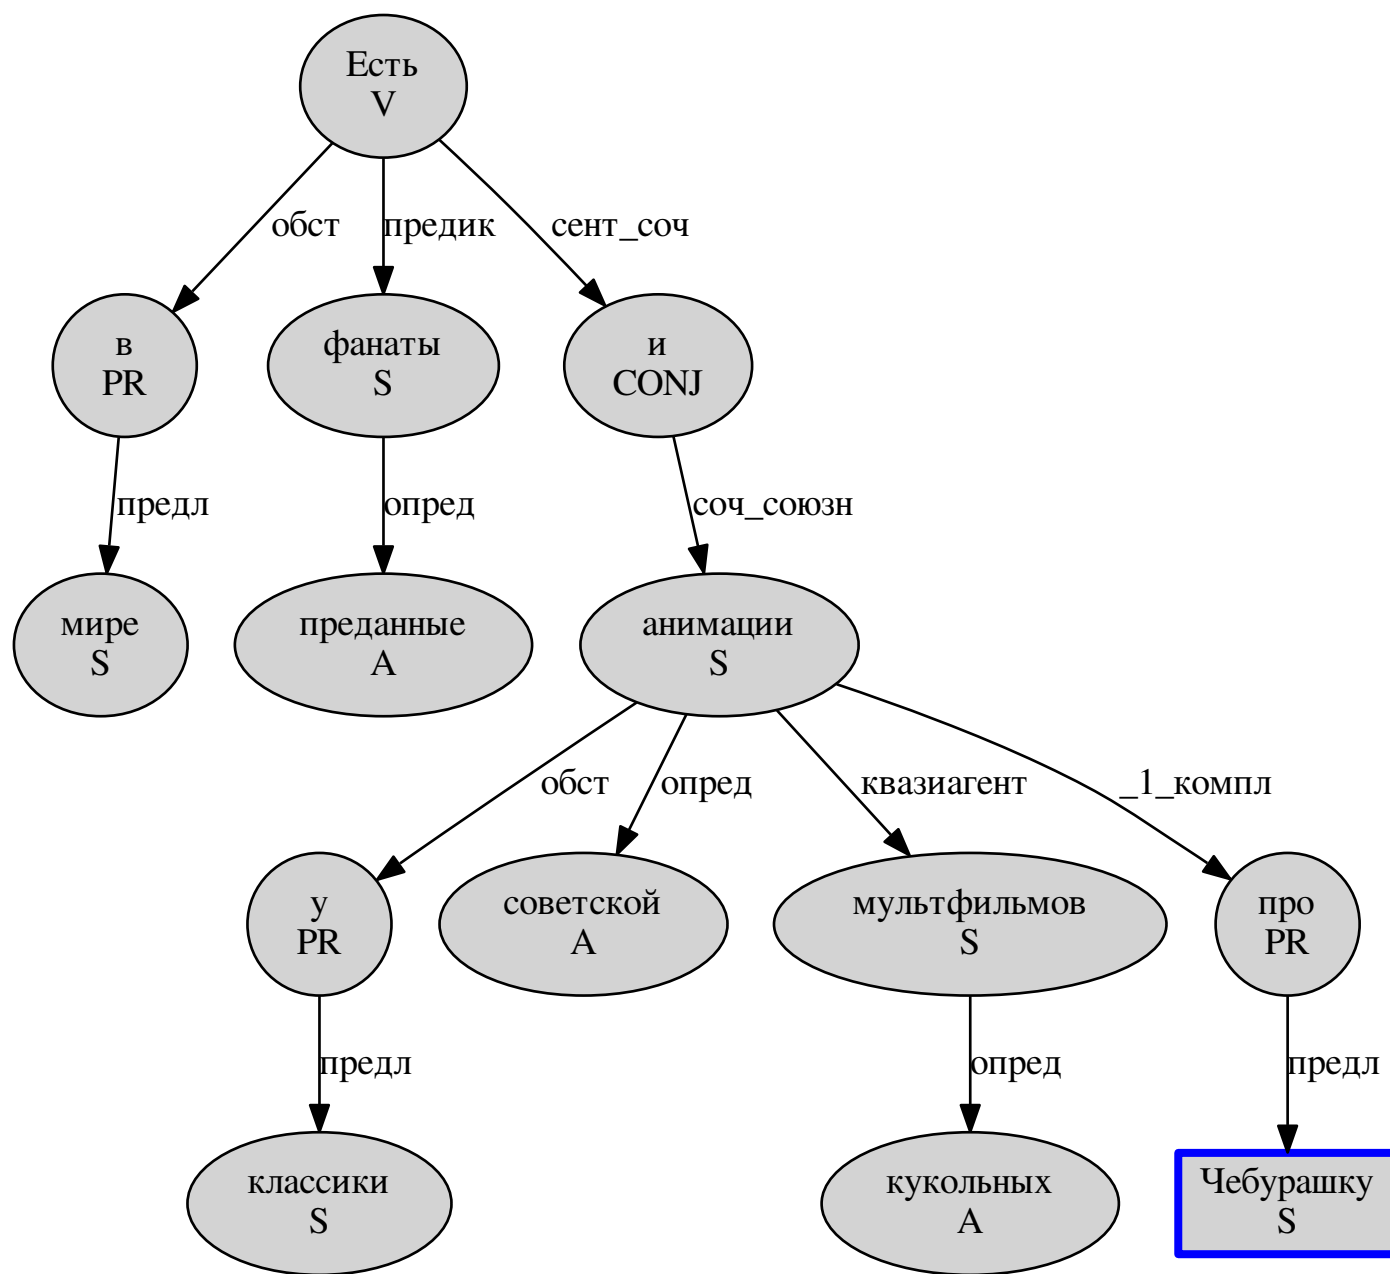 Есть
V
обст
предик
сент_соч
в
PR
фанаты
S
и
CONJ
предл
опред
соч_союзн
мире
S
преданные
A
анимации
S
обст
опред
квазиагент
_1_компл
у
PR
советской
A
мультфильмов
S
про
PR
предл
опред
предл
классики
S
кукольных
A
Чебурашку
S